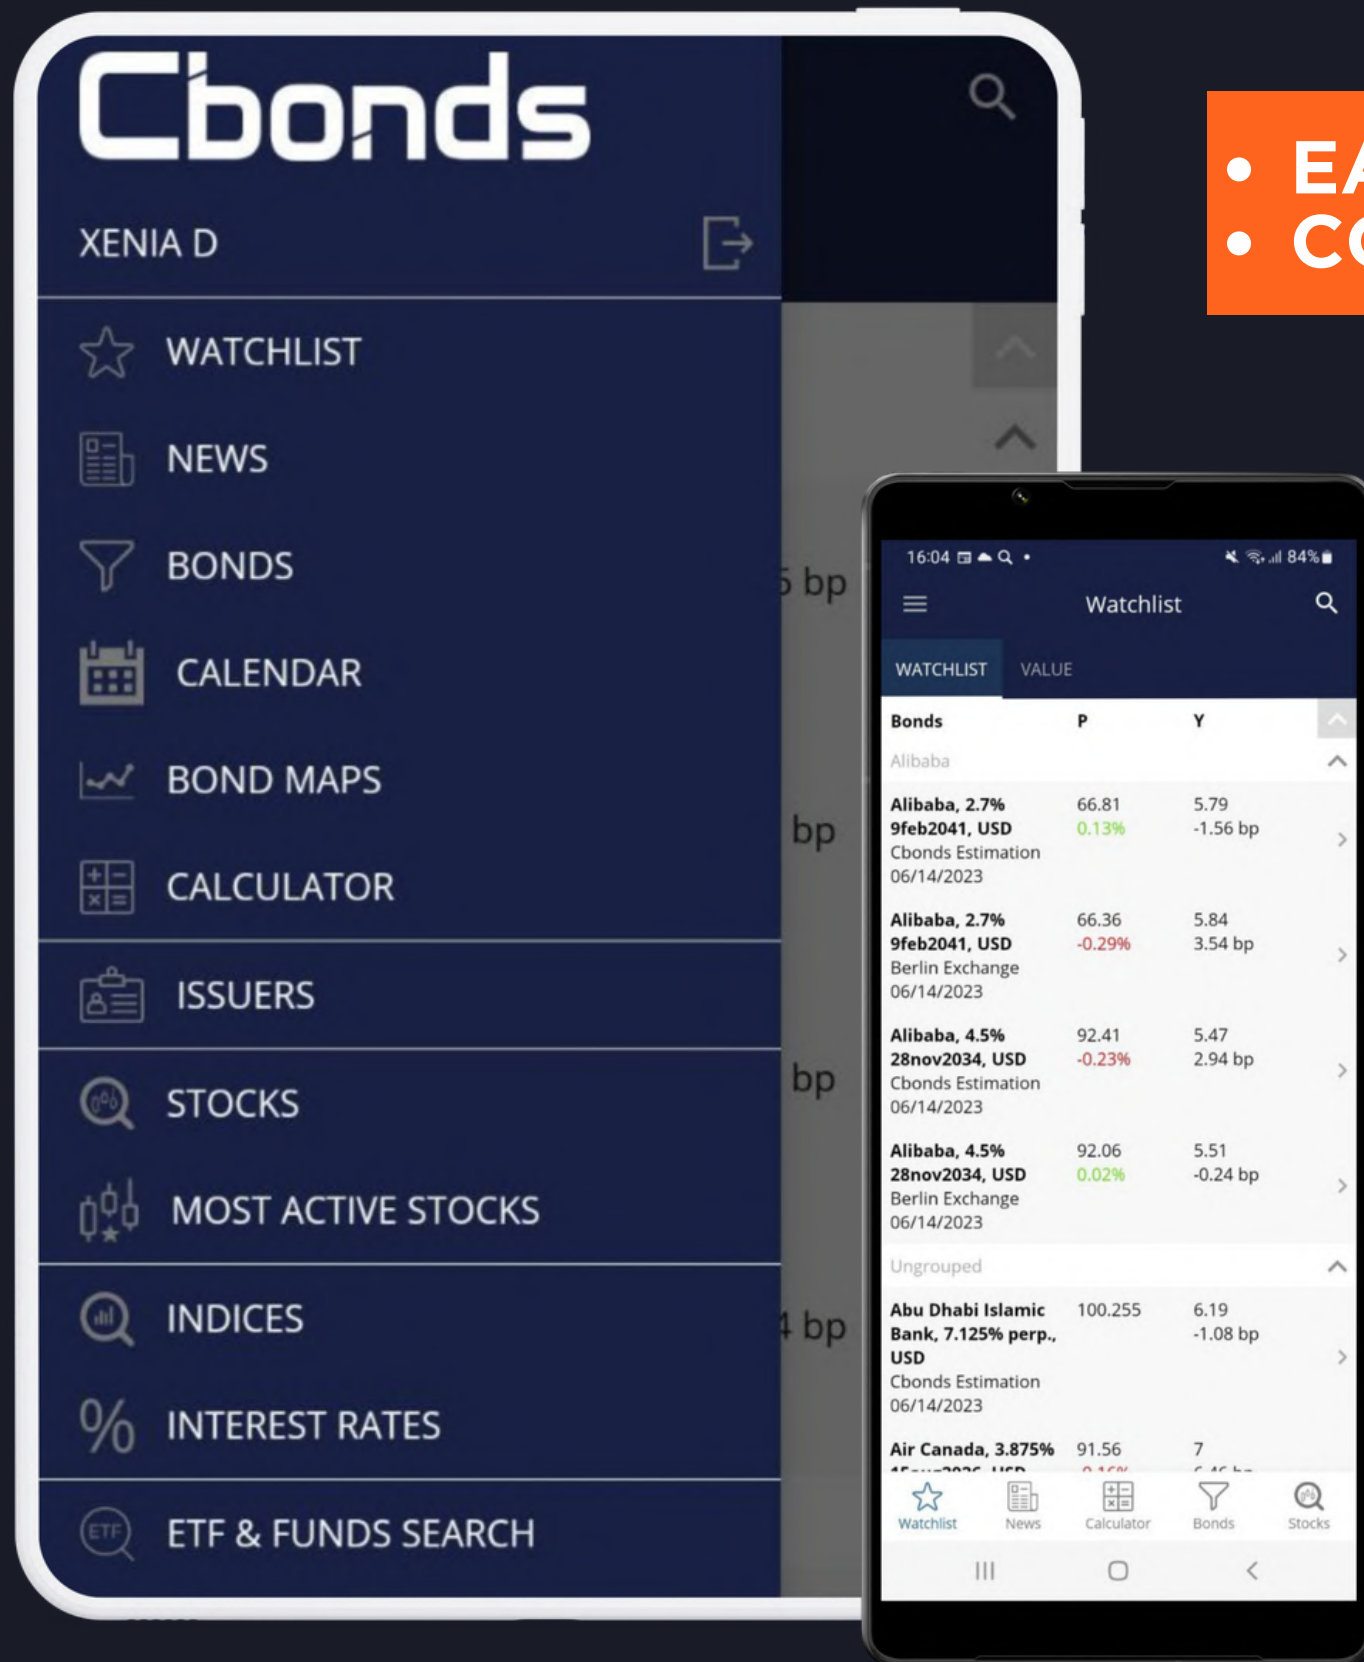 Cbonds
XENIA D
WATCHLIST
NEWS
BONDS
CALENDAR
BOND MAPS
CALCULATOR
ISSUERS
STOCKS
MOST ACTIVE STOCKS
INDICES
INTEREST RATES
ETF
ETF & FUNDS SEARCH
bp
bp
bp
bp
16:04
84%
Watchlist
WATCHLIST VALUE
Bonds P Y
Alibaba
Alibaba, 2.7% 66.81 5.79
9feb2041, USD 0.13% -1.56 bp
Cbonds Estimation
06/14/2023
Alibaba, 2.7% 66.36 5.84
9feb2041, USD -0.29% 3.54 bp
Berlin Exchange
06/14/2023
Alibaba, 4.5% 92.41 5.47
28nov2034, USD -0.23% 2.94 bp
Cbonds Estimation
06/14/2023
Alibaba, 4.5% 92.06 5.51
28nov2034, USD 0.02% -0.24 bp
Berlin Exchange
06/14/2023
Ungrouped
Abu Dhabi Islamic 100.255 6.19
Bank, 7.125% perp., -1.08 bp
USD
Cbonds Estimation
06/14/2023
Air Canada, 3.875% 91.56 7
Watchlist News Calculator Bonds Stocks